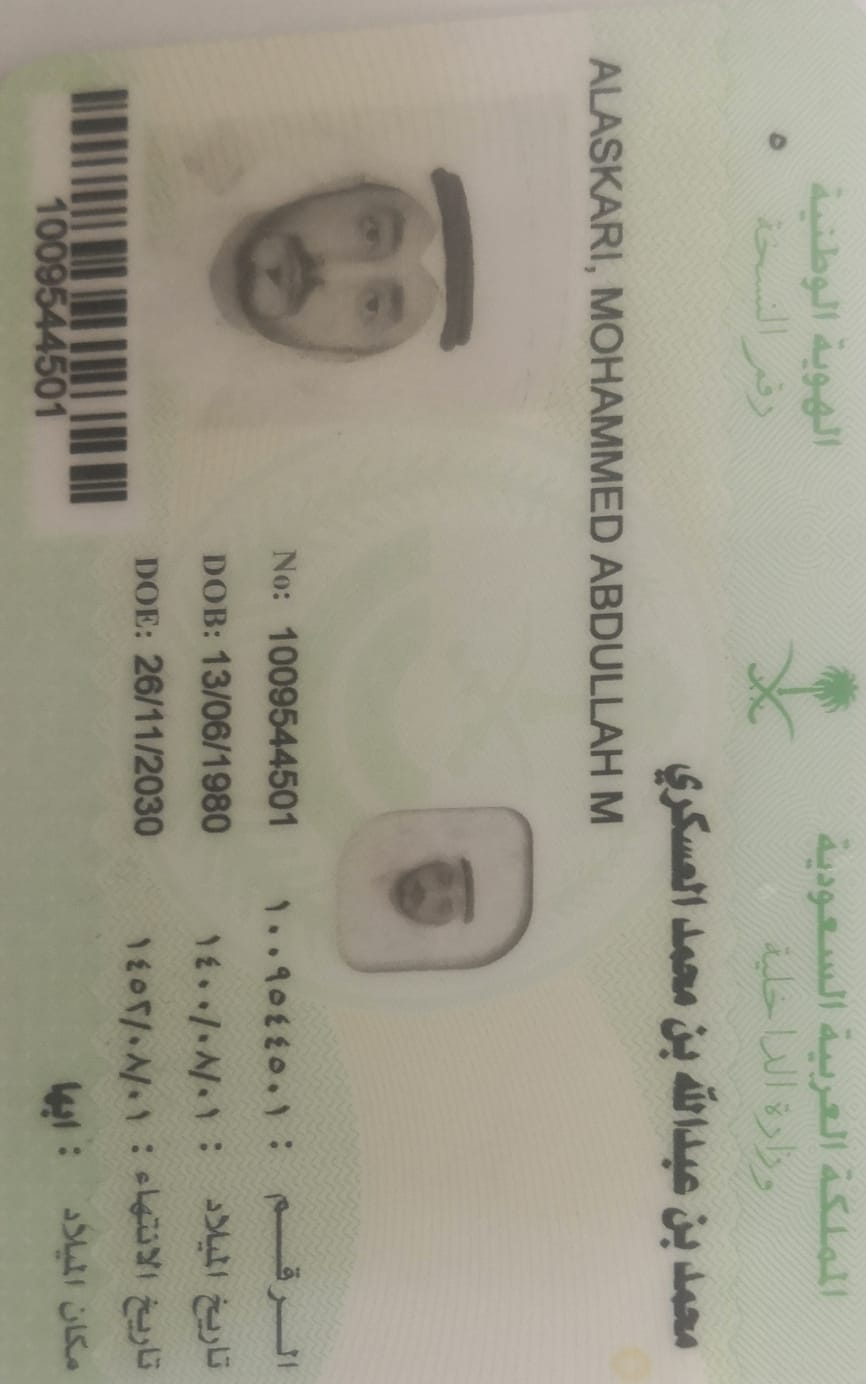 المملكة العربية السعودية
الهوية الوطنية
وزارة الداخلية
رقم النسخة ٥
محمد بن عبدالله بن محمد العسكري
ALASKARI, MOHAMMED ABDULLAH M
No: 1009544501 الرقم : ١٠٠٩٥٤٤٥٠١
DOB: 13/06/1980 تاريخ الميلاد : ١٤٠٠/٠٨/٠١
DOE: 26/11/2030 تاريخ الانتهاء : ١٤٥٢/٠٨/٠١
مكان الميلاد : ابها
1009544501